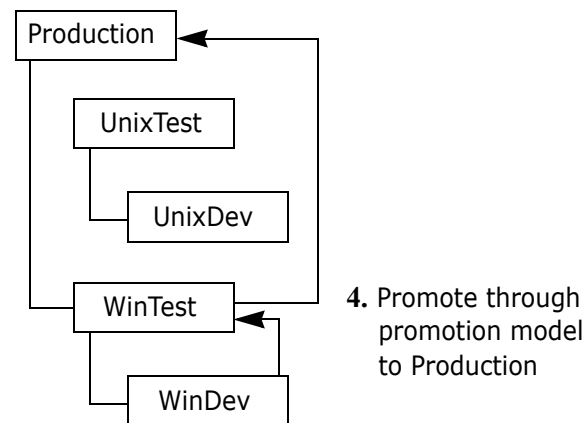 Production
UnixTest
UnixDev
WinTest
WinDev
4. Promote through
promotion model
to Production